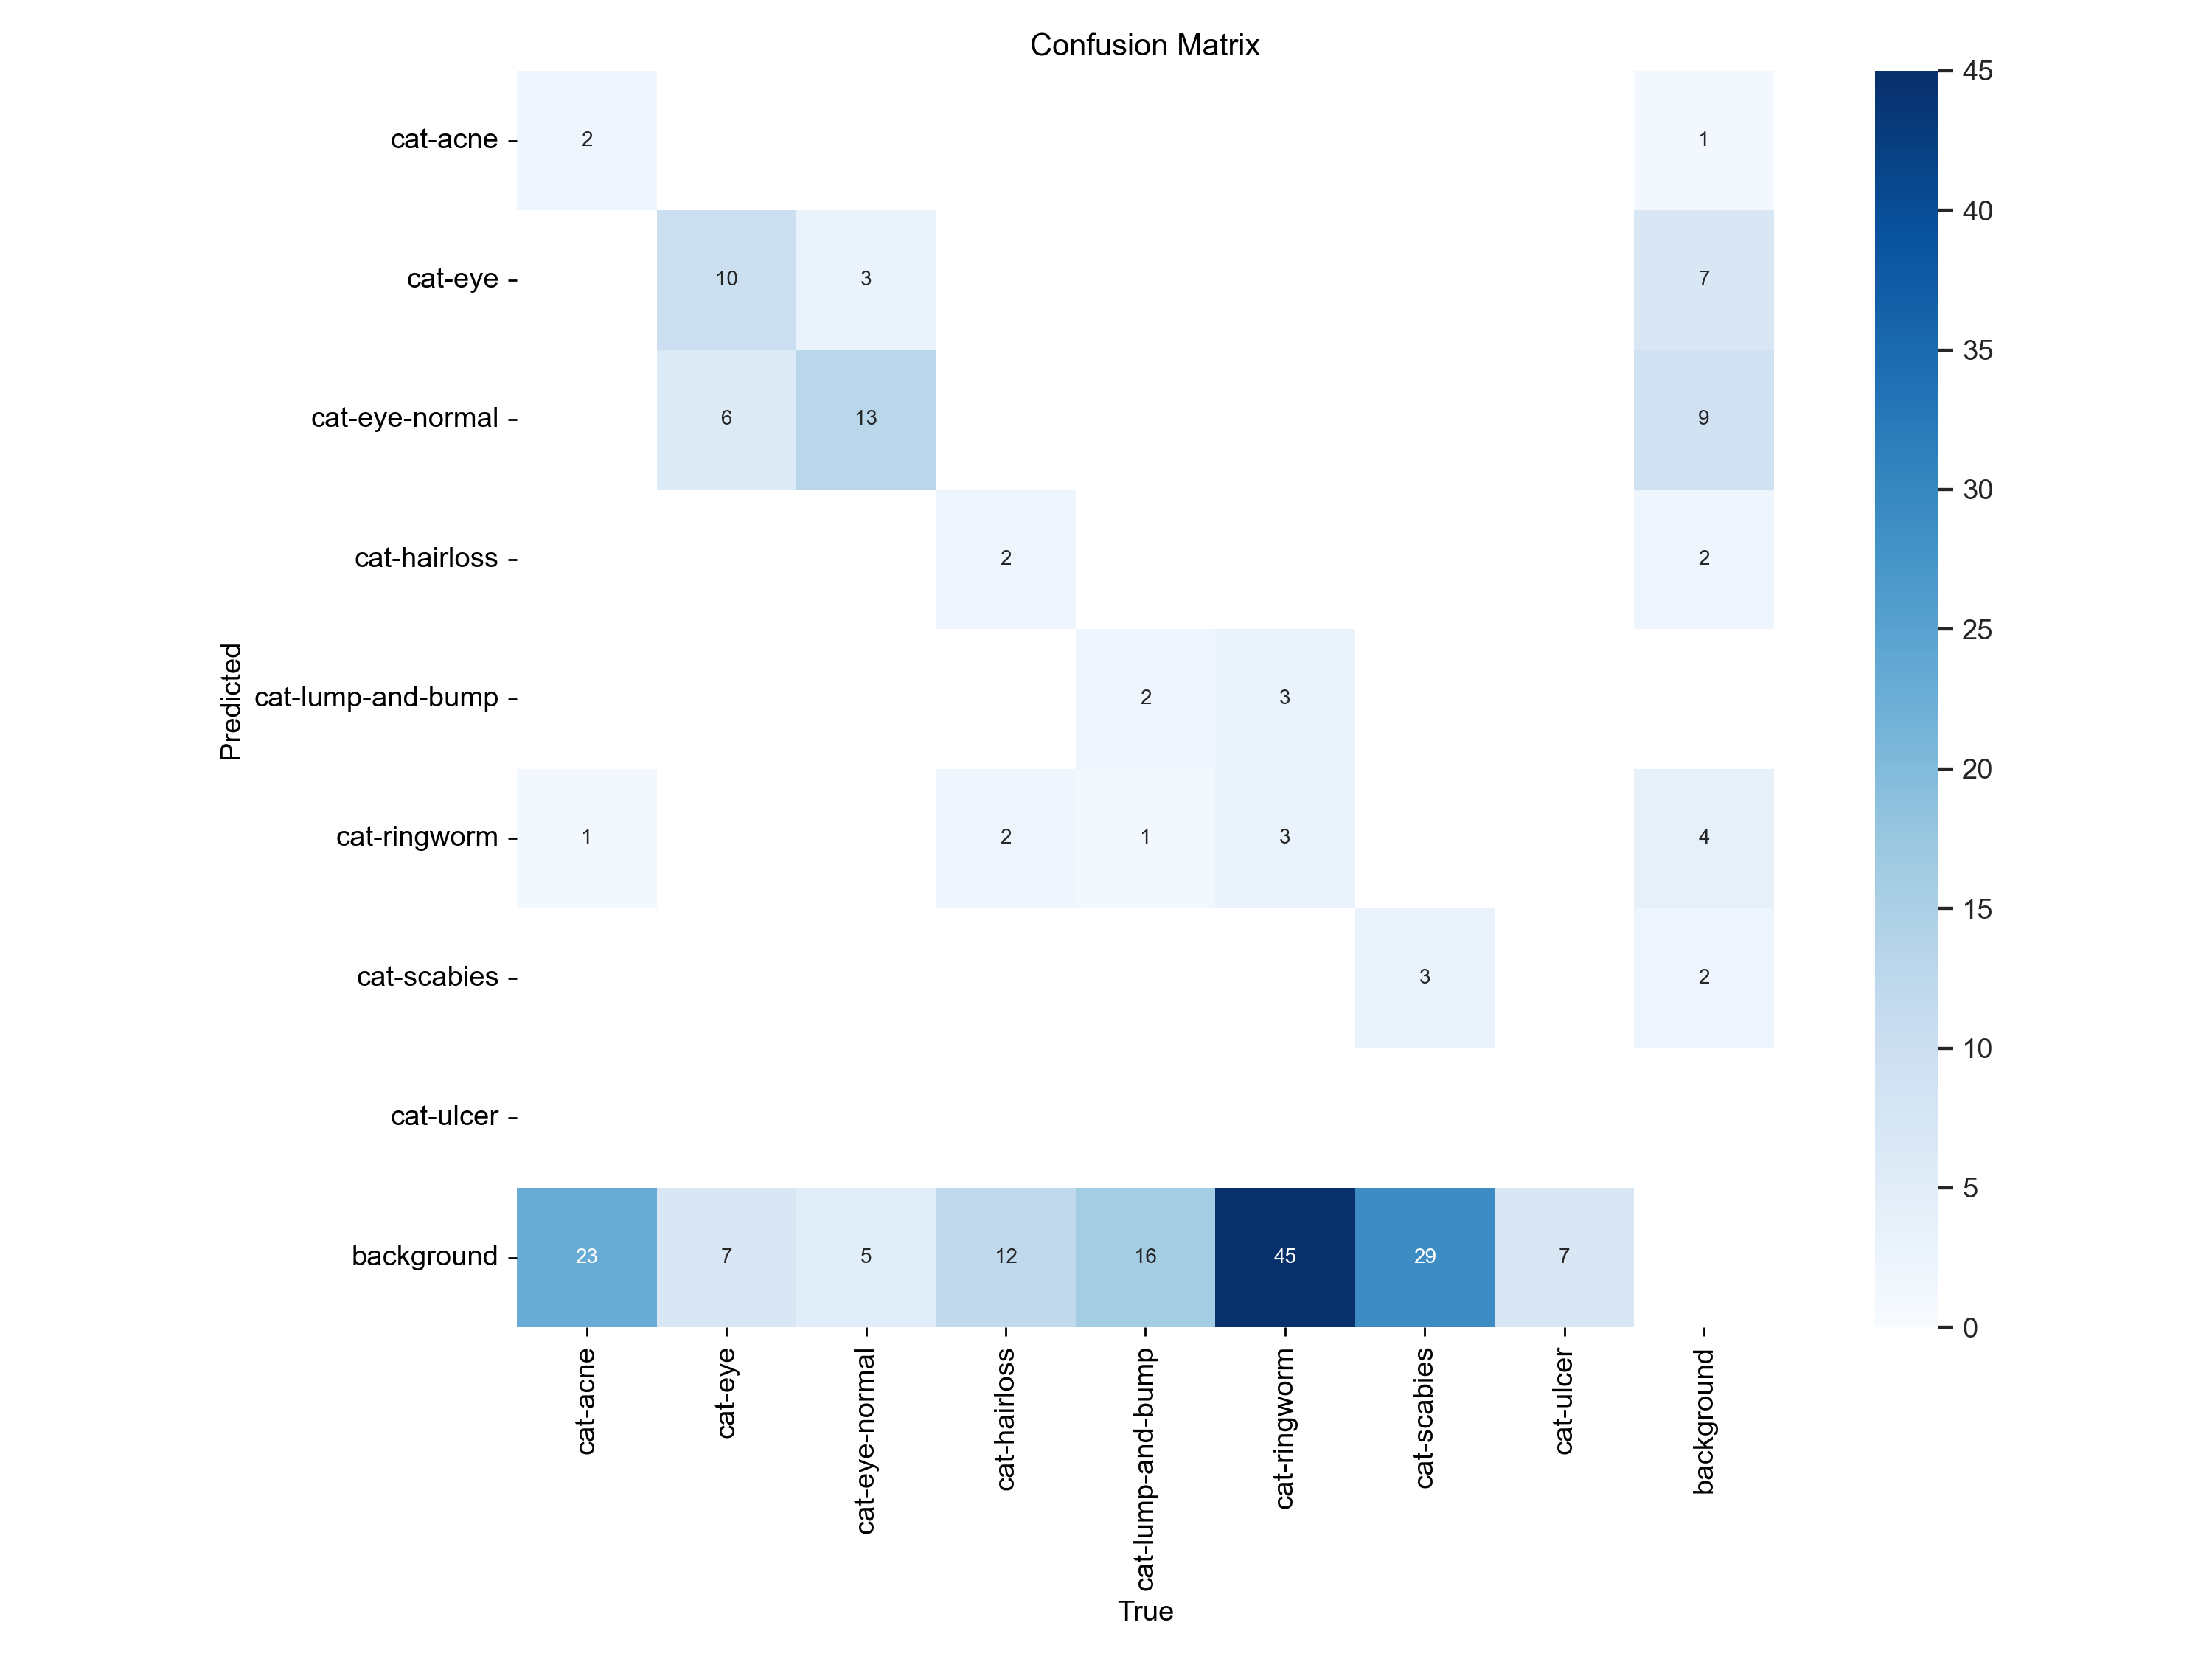 Confusion Matrix
cat-acne 2 1
cat-eye 10 3 7
cat-eye-normal 6 13 9
cat-hairloss 2 2
cat-lump-and-bump 2 3
cat-ringworm 1 2 1 3 4
cat-scabies 3 2
cat-ulcer
background 23 7 5 12 16 45 29 7
Predicted
cat-acne
cat-eye
cat-eye-normal
cat-hairloss
cat-lump-and-bump
cat-ringworm
cat-scabies
cat-ulcer
background
True
45
40
35
30
25
20
15
10
5
0